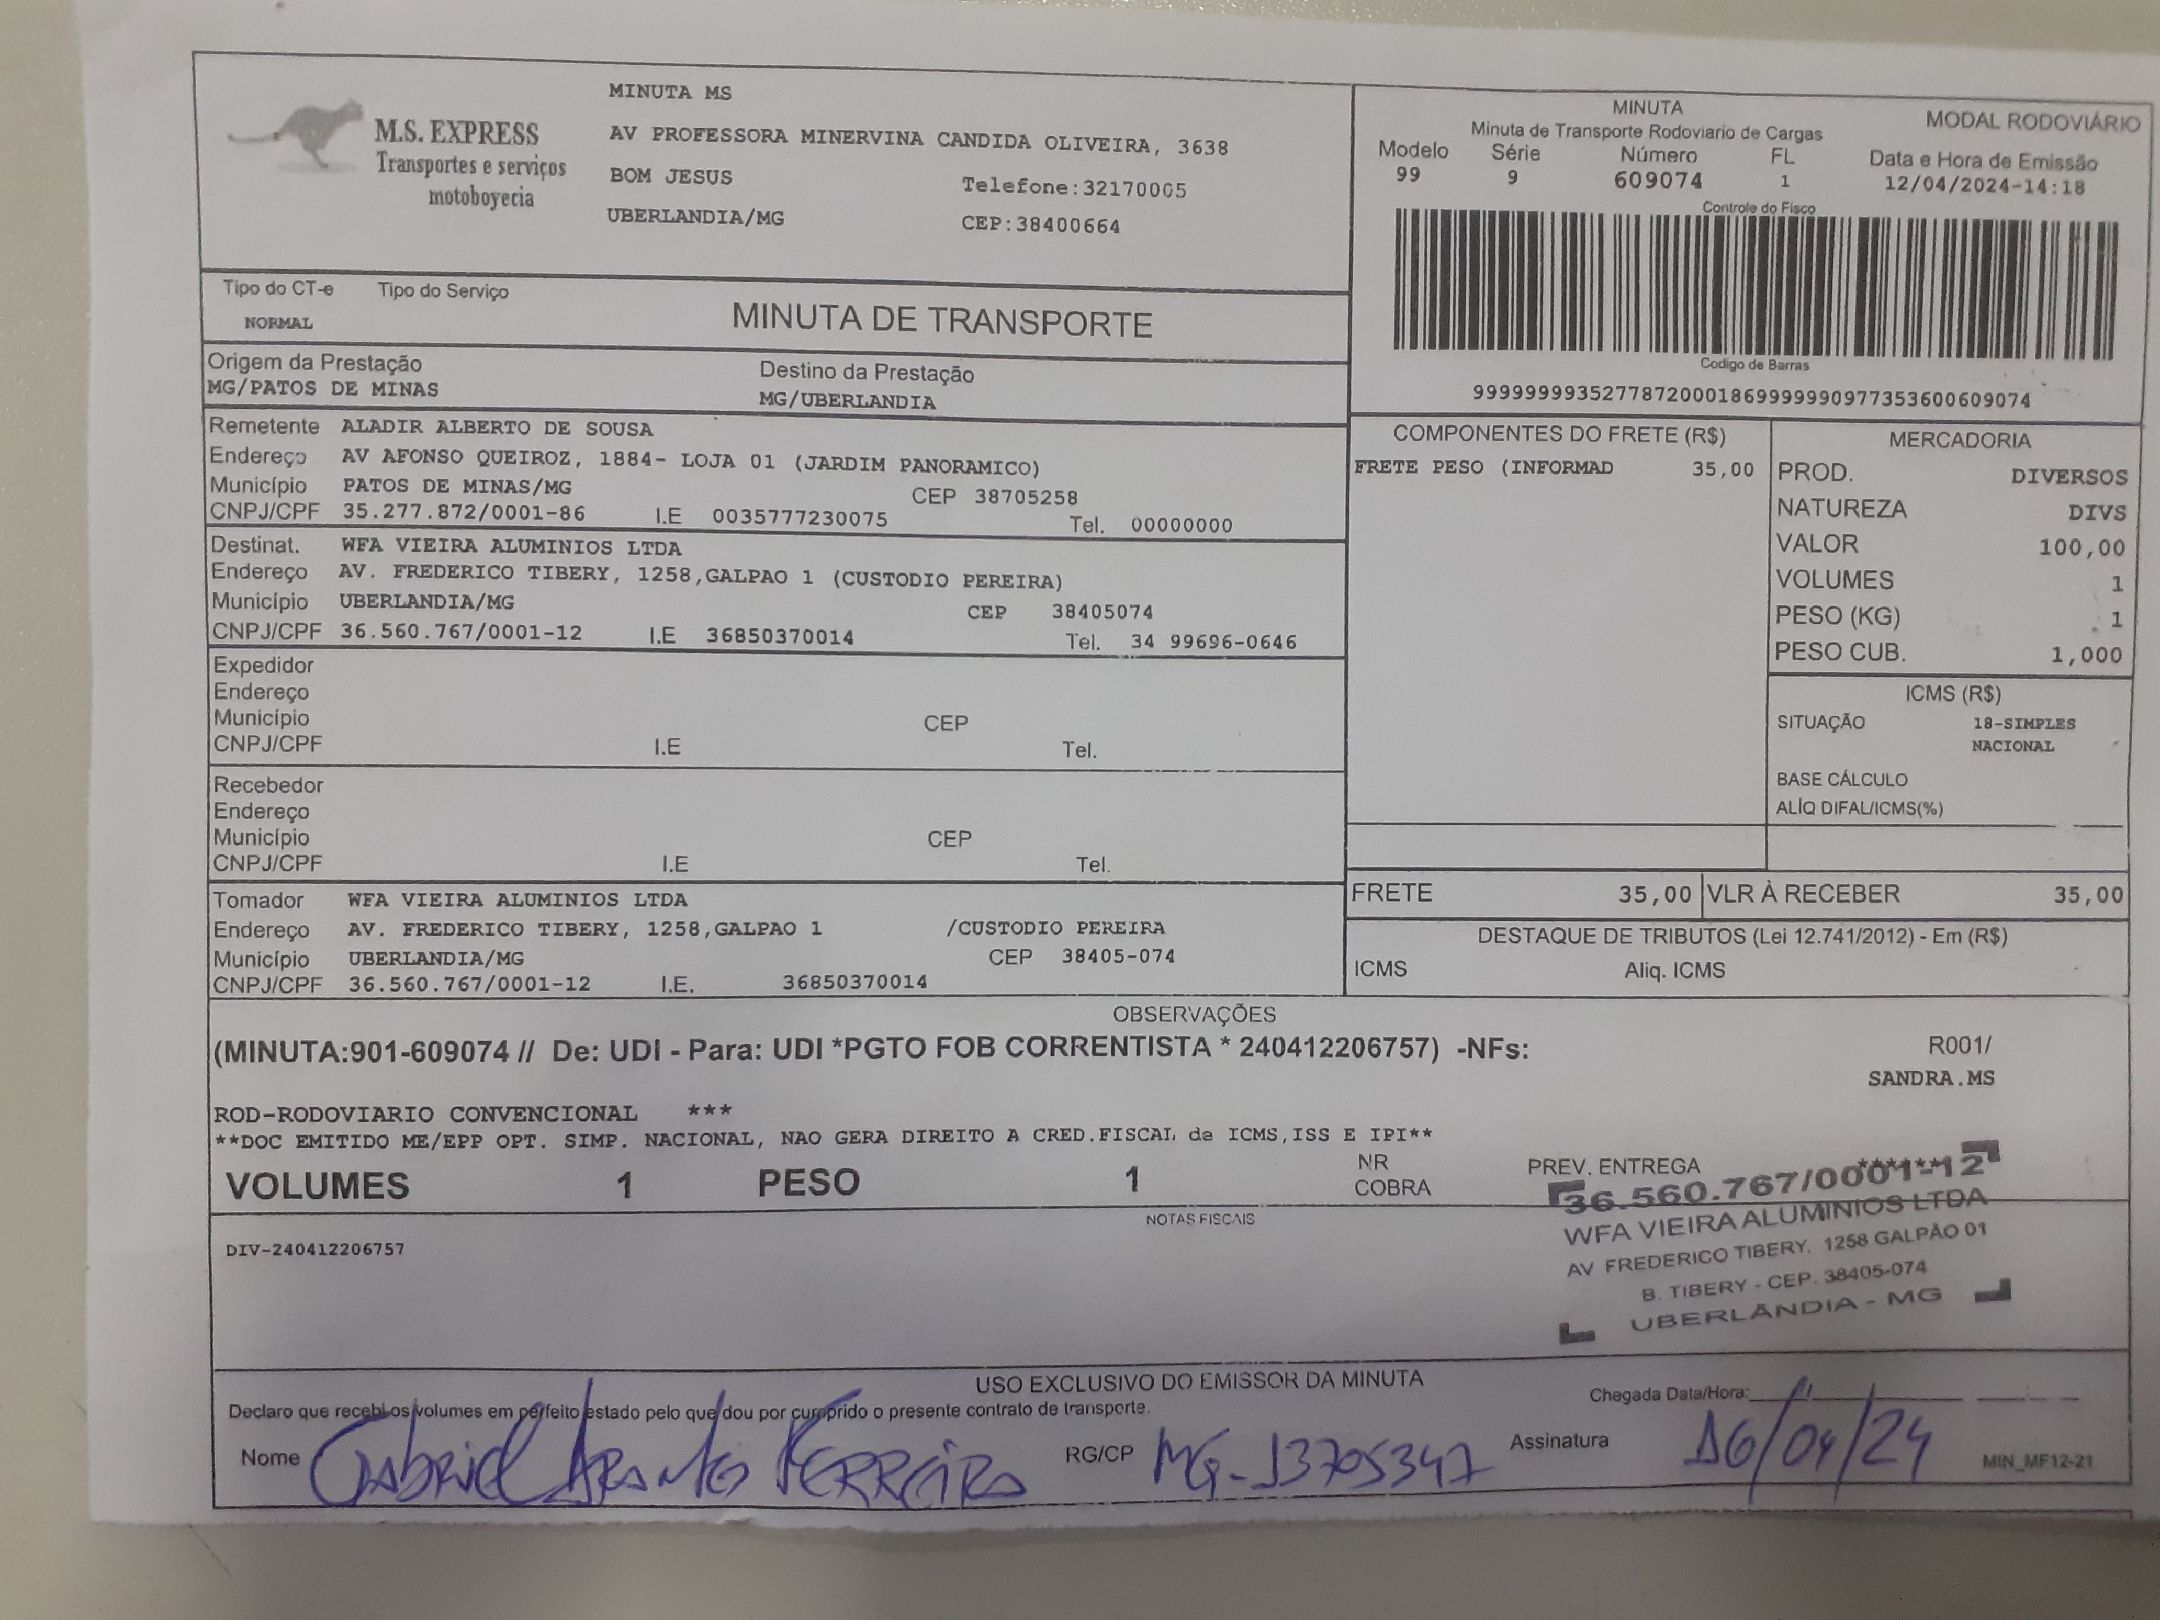 M.S. EXPRESS
Transportes e serviços
motoboyecia
MINUTA MS
AV PROFESSORA MINERVINA CANDIDA OLIVEIRA, 3638
BOM JESUS Telefone:32170005
UBERLANDIA/MG CEP:38400664
MINUTA MODAL RODOVIÁRIO
Minuta de Transporte Rodoviario de Cargas
Modelo Série Número FL Data e Hora de Emissão
99 9 609074 1 12/04/2024-14:18
Controle do Fisco
Codigo de Barras
Tipo do CT-e Tipo do Serviço
NORMAL
MINUTA DE TRANSPORTE
Origem da Prestação Destino da Prestação
MG/PATOS DE MINAS MG/UBERLANDIA
Remetente ALADIR ALBERTO DE SOUSA
Endereço AV AFONSO QUEIROZ, 1884- LOJA 01 (JARDIM PANORAMICO)
Município PATOS DE MINAS/MG CEP 38705258
CNPJ/CPF 35.277.872/0001-86 I.E 0035777230075 Tel. 00000000
Destinat. WFA VIEIRA ALUMINIOS LTDA
Endereço AV. FREDERICO TIBERY, 1258,GALPAO 1 (CUSTODIO PEREIRA)
Município UBERLANDIA/MG CEP 38405074
CNPJ/CPF 36.560.767/0001-12 I.E 36850370014 Tel. 34 99696-0646
Expedidor
Endereço
Município CEP
CNPJ/CPF I.E Tel.
Recebedor
Endereço
Município CEP
CNPJ/CPF I.E Tel.
Tomador WFA VIEIRA ALUMINIOS LTDA
Endereço AV. FREDERICO TIBERY, 1258,GALPAO 1 /CUSTODIO PEREIRA
Município UBERLANDIA/MG CEP 38405-074
CNPJ/CPF 36.560.767/0001-12 I.E. 36850370014
COMPONENTES DO FRETE (R$)
FRETE PESO (INFORMAD 35,00
MERCADORIA
PROD. DIVERSOS
NATUREZA DIVS
VALOR 100,00
VOLUMES 1
PESO (KG) 1
PESO CUB. 1,000
ICMS (R$)
SITUAÇÃO 18-SIMPLES
NACIONAL
BASE CÁLCULO
ALÍQ DIFAL/ICMS(%)
FRETE 35,00 VLR À RECEBER 35,00
DESTAQUE DE TRIBUTOS (Lei 12.741/2012) - Em (R$)
ICMS Aliq. ICMS
OBSERVAÇÕES
(MINUTA:901-609074 // De: UDI - Para: UDI *PGTO FOB CORRENTISTA * 240412206757) -NFs: R001/
SANDRA.MS
ROD-RODOVIARIO CONVENCIONAL ***
**DOC EMITIDO ME/EPP OPT. SIMP. NACIONAL, NAO GERA DIREITO A CRED.FISCAL de ICMS,ISS E IPI**
VOLUMES 1 PESO 1 NR
COBRA
PREV. ENTREGA
NOTAS FISCAIS
DIV-240412206757
36.560.767/0001-12
WFA VIEIRA ALUMINIOS LTDA
AV FREDERICO TIBERY. 1258 GALPÃO 01
B. TIBERY - CEP. 38405-074
UBERLÂNDIA - MG
USO EXCLUSIVO DO EMISSOR DA MINUTA
Declaro que recebi os volumes em perfeito estado pelo que dou por cumprido o presente contrato de transporte.
Chegada Data/Hora:
Nome Gabriel Ferreira RG/CP MG-13705347 Assinatura 16/04/24 MIN_MF12-21